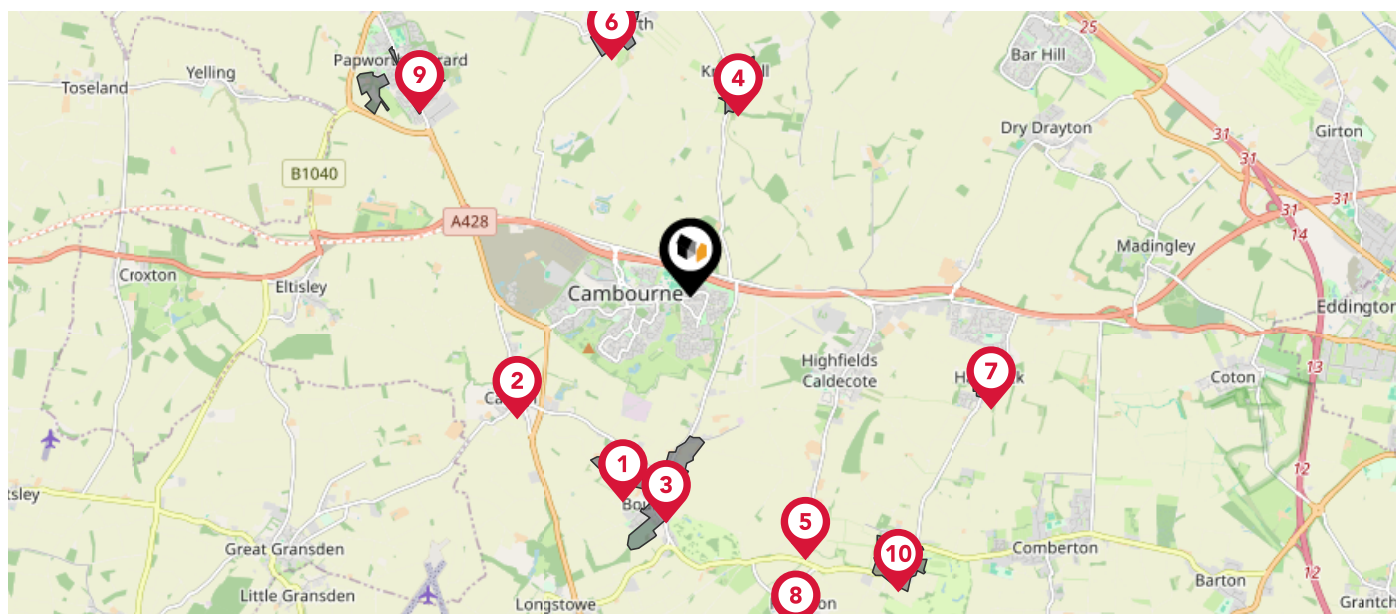 6
25
Bar Hill
Yelling
9
4
Toseland
Dry Drayton
31
Girton
31
B1040
31
31
A428
14
Madingley
Croxton
Eltisley
Cambourne
Eddington
Highfields
Caldecote
7
2
13
Coton
1
3
12
5
Great Gransden
10
Comberton
12
Barton
Little Gransden
8
Longstowe